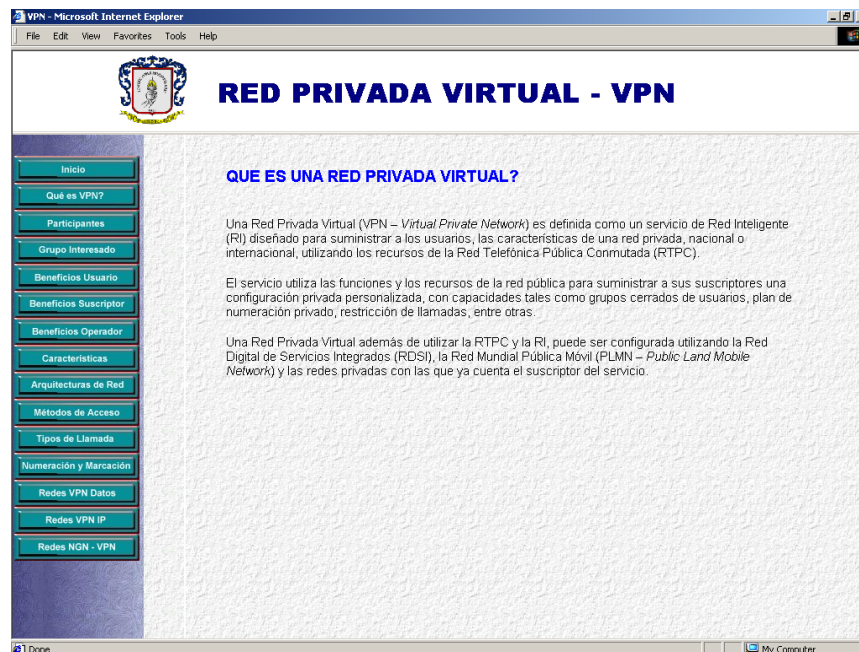 VPN - Microsoft Internet Explorer
File Edit View Favorites Tools Help
RED PRIVADA VIRTUAL - VPN
Inicio
Qué es VPN?
Participantes
Grupo Interesado
Beneficios Usuario
Beneficios Suscriptor
Beneficios Operador
Características
Arquitecturas de Red
Métodos de Acceso
Tipos de Llamada
Numeración y Marcación
Redes VPN Datos
Redes VPN IP
Redes NGN - VPN
QUE ES UNA RED PRIVADA VIRTUAL?
Una Red Privada Virtual (VPN – Virtual Private Network) es definida como un servicio de Red Inteligente
(RI) diseñado para suministrar a los usuarios, las características de una red privada, nacional o
internacional, utilizando los recursos de la Red Telefónica Pública Conmutada (RTPC).
El servicio utiliza las funciones y los recursos de la red pública para suministrar a sus suscriptores una
configuración privada personalizada, con capacidades tales como grupos cerrados de usuarios, plan de
numeración privado, restricción de llamadas, entre otras.
Una Red Privada Virtual además de utilizar la RTPC y la RI, puede ser configurada utilizando la Red
Digital de Servicios Integrados (RDSI), la Red Mundial Pública Móvil (PLMN – Public Land Mobile
Network) y las redes privadas con las que ya cuenta el suscriptor del servicio.
Done
My Computer